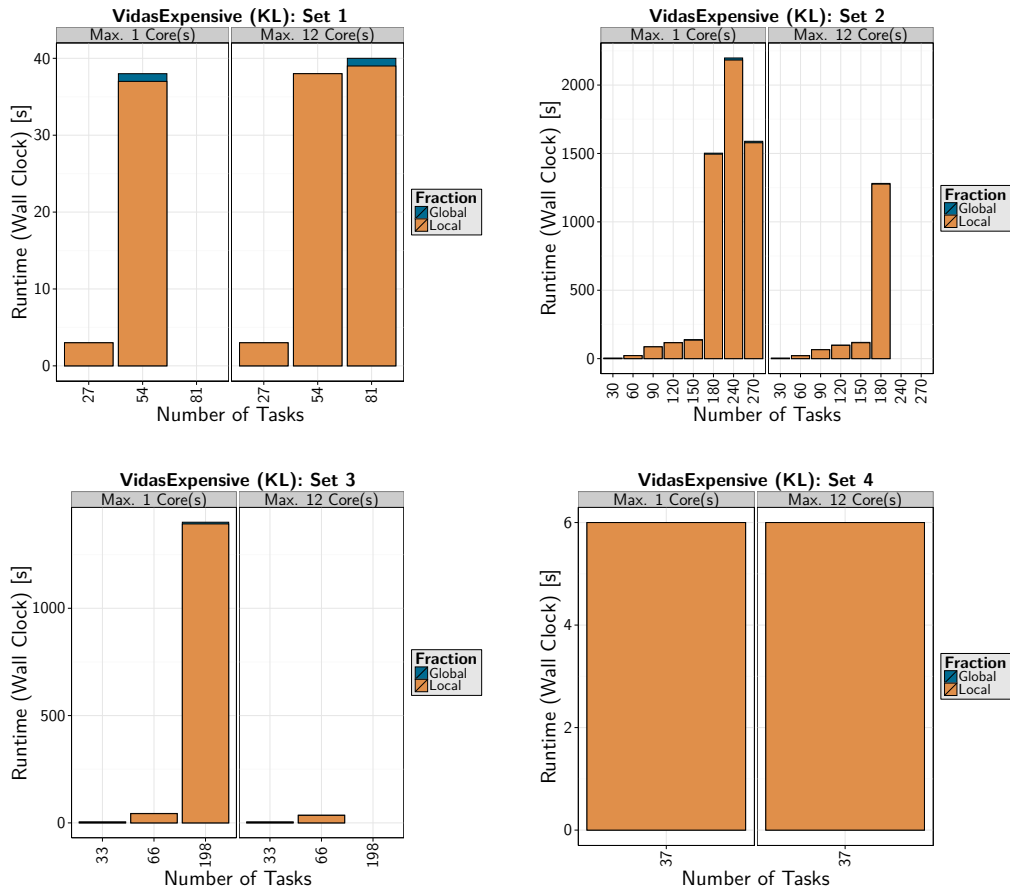 VidasExpensive (KL): Set 1
Max. 1 Core(s) Max. 12 Core(s)
Runtime (Wall Clock) [s]
40
30
20
10
0
27 54 81 27 54 81
Number of Tasks
Fraction
Global
Local
VidasExpensive (KL): Set 2
Max. 1 Core(s) Max. 12 Core(s)
Runtime (Wall Clock) [s]
2000
1500
1000
500
0
30 60 90 120 150 180 240 270 30 60 90 120 150 180 240 270
Number of Tasks
Fraction
Global
Local
VidasExpensive (KL): Set 3
Max. 1 Core(s) Max. 12 Core(s)
Runtime (Wall Clock) [s]
1000
500
0
33 66 198 33 66 198
Number of Tasks
Fraction
Global
Local
VidasExpensive (KL): Set 4
Max. 1 Core(s) Max. 12 Core(s)
Runtime (Wall Clock) [s]
6
4
2
0
37 37
Number of Tasks
Fraction
Global
Local